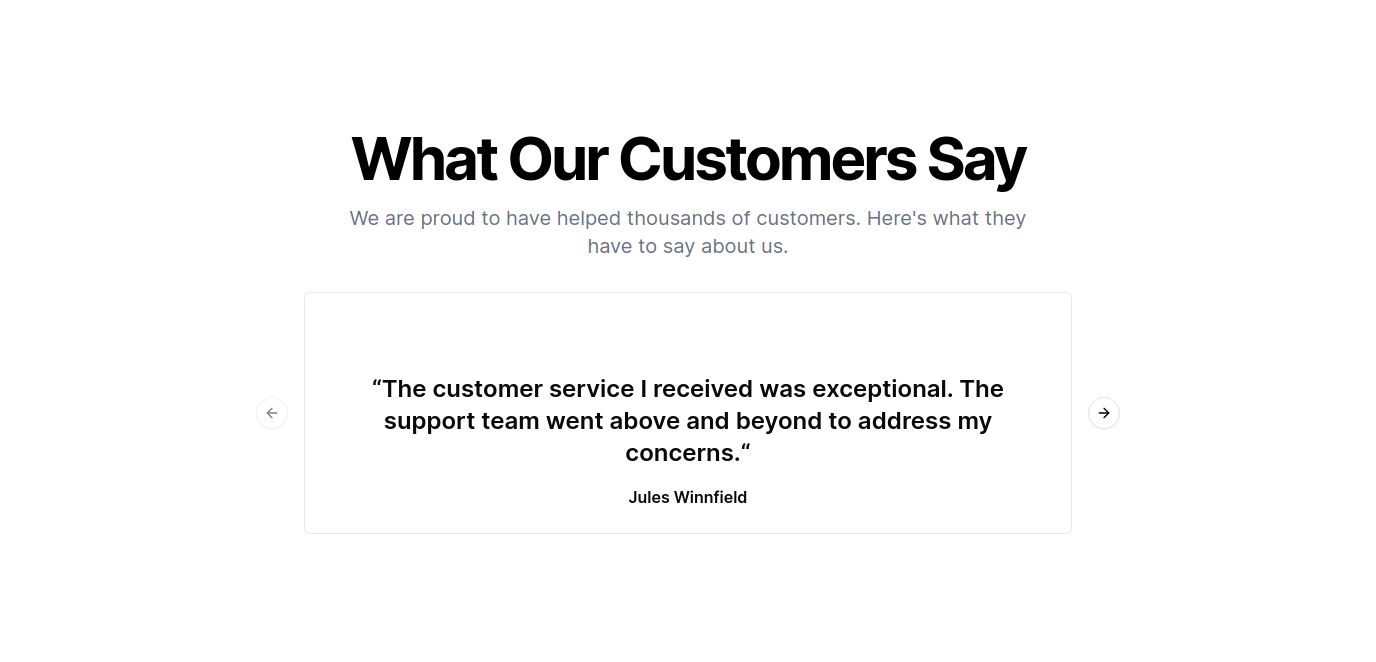 What Our Customers Say
We are proud to have helped thousands of customers. Here's what they
have to say about us.
“The customer service I received was exceptional. The
support team went above and beyond to address my
concerns.“
Jules Winnfield